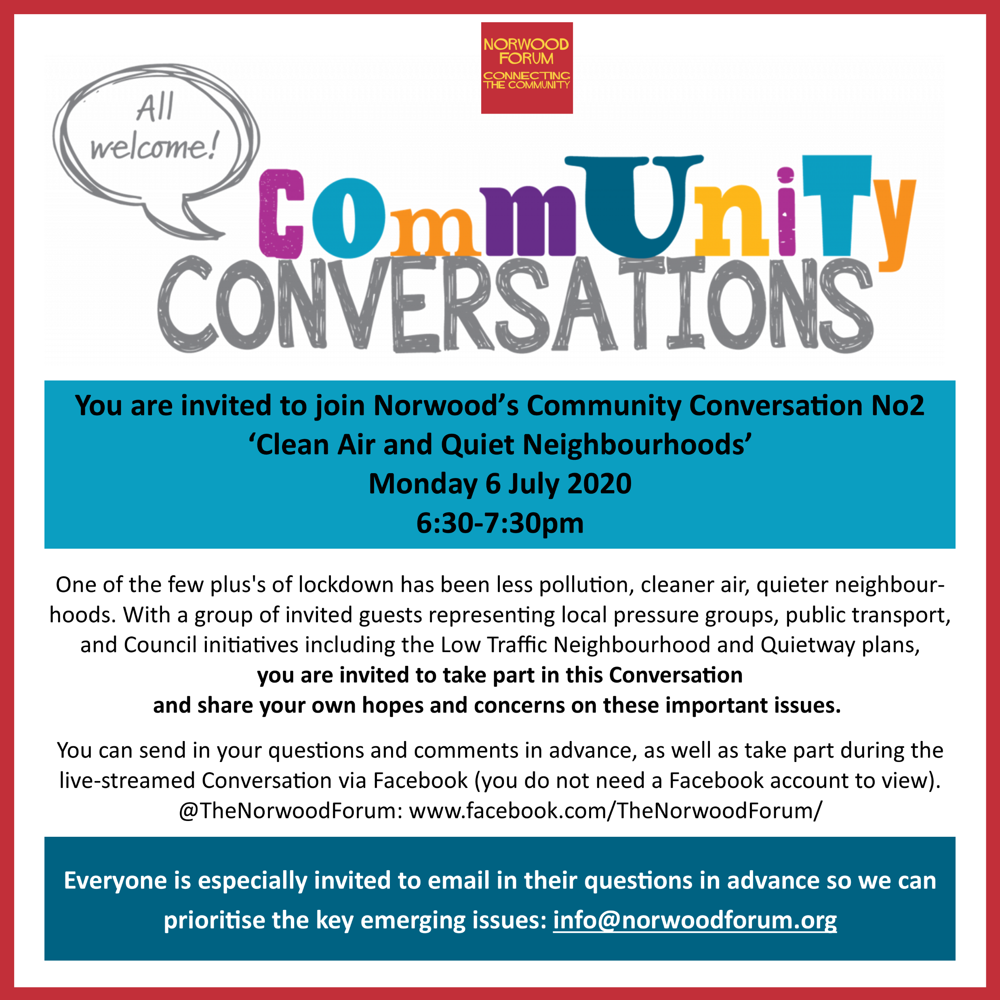 NORWOOD
FORUM
CONNECTING
THE COMMUNITY
All
welcome!
CommUniTy
CONVERSATIONS
You are invited to join Norwood’s Community Conversation No2
‘Clean Air and Quiet Neighbourhoods’
Monday 6 July 2020
6:30-7:30pm
One of the few plus's of lockdown has been less pollution, cleaner air, quieter neighbour-
hoods. With a group of invited guests representing local pressure groups, public transport,
and Council initiatives including the Low Traffic Neighbourhood and Quietway plans,
you are invited to take part in this Conversation
and share your own hopes and concerns on these important issues.
You can send in your questions and comments in advance, as well as take part during the
live-streamed Conversation via Facebook (you do not need a Facebook account to view).
@TheNorwoodForum: www.facebook.com/TheNorwoodForum/
Everyone is especially invited to email in their questions in advance so we can
prioritise the key emerging issues: info@norwoodforum.org